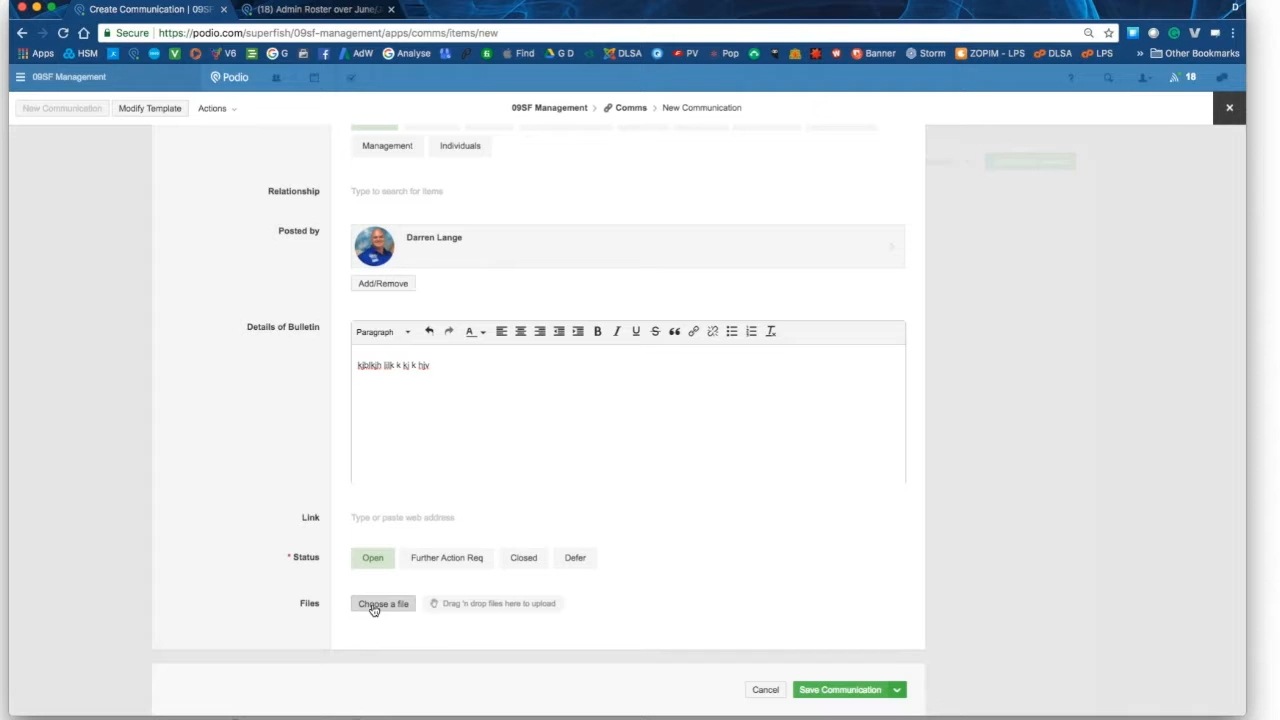 Create Communication | 09SF
(18) Admin Roster over June/
D
Secure https://podio.com/superfish/09sf-management/apps/comms/items/new
Apps HSM V6 G AdW Analyse Find G D DLSA PV Pop Banner Storm ZOPIM - LPS DLSA LPS » Other Bookmarks
09SF Management Podio ? 18
New Communication Modify Template Actions 09SF Management > Comms > New Communication
Management Individuals
Relationship Type to search for items
Posted by Darren Lange
Add/Remove
Details of Bulletin Paragraph A B I U S
kjblkjh lilk k kj k hjv
Link Type or paste web address
* Status Open Further Action Req Closed Defer
Files Choose a file Drag 'n drop files here to upload
Cancel Save Communication